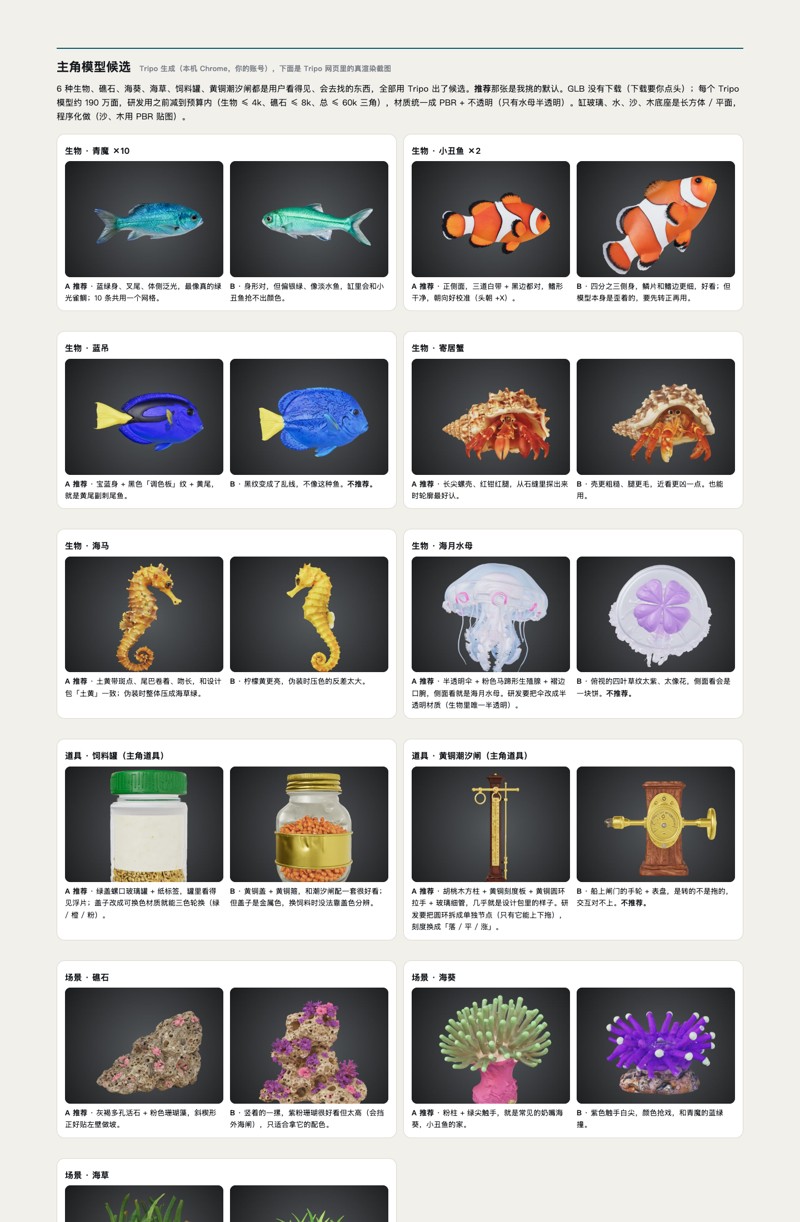 主角模型候选 Tripo 生成（本机 Chrome，你的账号），下面是 Tripo 网页里的真渲染截图
6 种生物、礁石、海葵、海草、饲料罐、黄铜潮汐闸都是用户看得见、会去找的东西，全部用 Tripo 出了候选。推荐那张是我挑的默认。GLB 没有下载（下载要你点头）；每个 Tripo
模型约 190 万面，研发用之前减到预算内（生物 ≤ 4k、礁石 ≤ 8k、总 ≤ 60k 三角），材质统一成 PBR + 不透明（只有水母半透明）。缸玻璃、水、沙、木底座是长方体 / 平面，
程序化做（沙、木用 PBR 贴图）。
生物 · 青魔 ×10
A 推荐 · 蓝绿身、叉尾、体侧泛光，最像真的绿
光雀鲷；10 条共用一个网格。
B · 身形对，但偏银绿、像淡水鱼，缸里会和小
丑鱼抢不出颜色。
生物 · 小丑鱼 ×2
A 推荐 · 正侧面，三道白带 + 黑边都对，鳍形
干净，朝向好校准（头朝 +X）。
B · 四分之三侧身，鳞片和鳍边更细，好看；但
模型本身是歪着的，要先转正再用。
生物 · 蓝吊
A 推荐 · 宝蓝身 + 黑色「调色板」纹 + 黄尾，
就是黄尾副刺尾鱼。
B · 黑纹变成了乱线，不像这种鱼。不推荐。
生物 · 寄居蟹
A 推荐 · 长尖螺壳、红钳红腿，从石缝里探出来
时轮廓最好认。
B · 壳更粗糙、腿更毛，近看更凶一点。也能
用。
生物 · 海马
A 推荐 · 土黄带斑点、尾巴卷着、吻长，和设计
包「土黄」一致；伪装时整体压成海草绿。
B · 柠檬黄更亮，伪装时压色的反差太大。
生物 · 海月水母
A 推荐 · 半透明伞 + 粉色马蹄形生殖腺 + 褶边
口腕，侧面看就是海月水母。研发要把伞改成半
透明材质（生物里唯一半透明）。
B · 俯视的四叶草纹太紫、太像花，侧面看会是
一块饼。不推荐。
道具 · 饲料罐（主角道具）
A 推荐 · 绿盖螺口玻璃罐 + 纸标签，罐里看得
见浮片；盖子改成可换色材质就能三色轮换（绿
/ 橙 / 粉）。
B · 黄铜盖 + 黄铜箍，和潮汐闸配一套很好看；
但盖子是金属色，换饲料时没法靠盖色分辨。
道具 · 黄铜潮汐闸（主角道具）
A 推荐 · 胡桃木方柱 + 黄铜刻度板 + 黄铜圆环
拉手 + 玻璃细管，几乎就是设计包里的样子。研
发要把圆环拆成单独节点（只有它能上下拖），
刻度换成「落 / 平 / 涨」。
B · 船上闸门的手轮 + 表盘，是转的不是拖的，
交互对不上。不推荐。
场景 · 礁石
A 推荐 · 灰褐多孔活石 + 粉色珊瑚藻，斜楔形
正好贴左壁做坡。
B · 竖着的一摞，紫粉珊瑚很好看但太高（会挡
外海闸），只适合拿它的配色。
场景 · 海葵
A 推荐 · 粉柱 + 绿尖触手，就是常见的奶嘴海
葵，小丑鱼的家。
B · 紫色触手白尖，颜色抢戏，和青魔的蓝绿
撞。
场景 · 海草